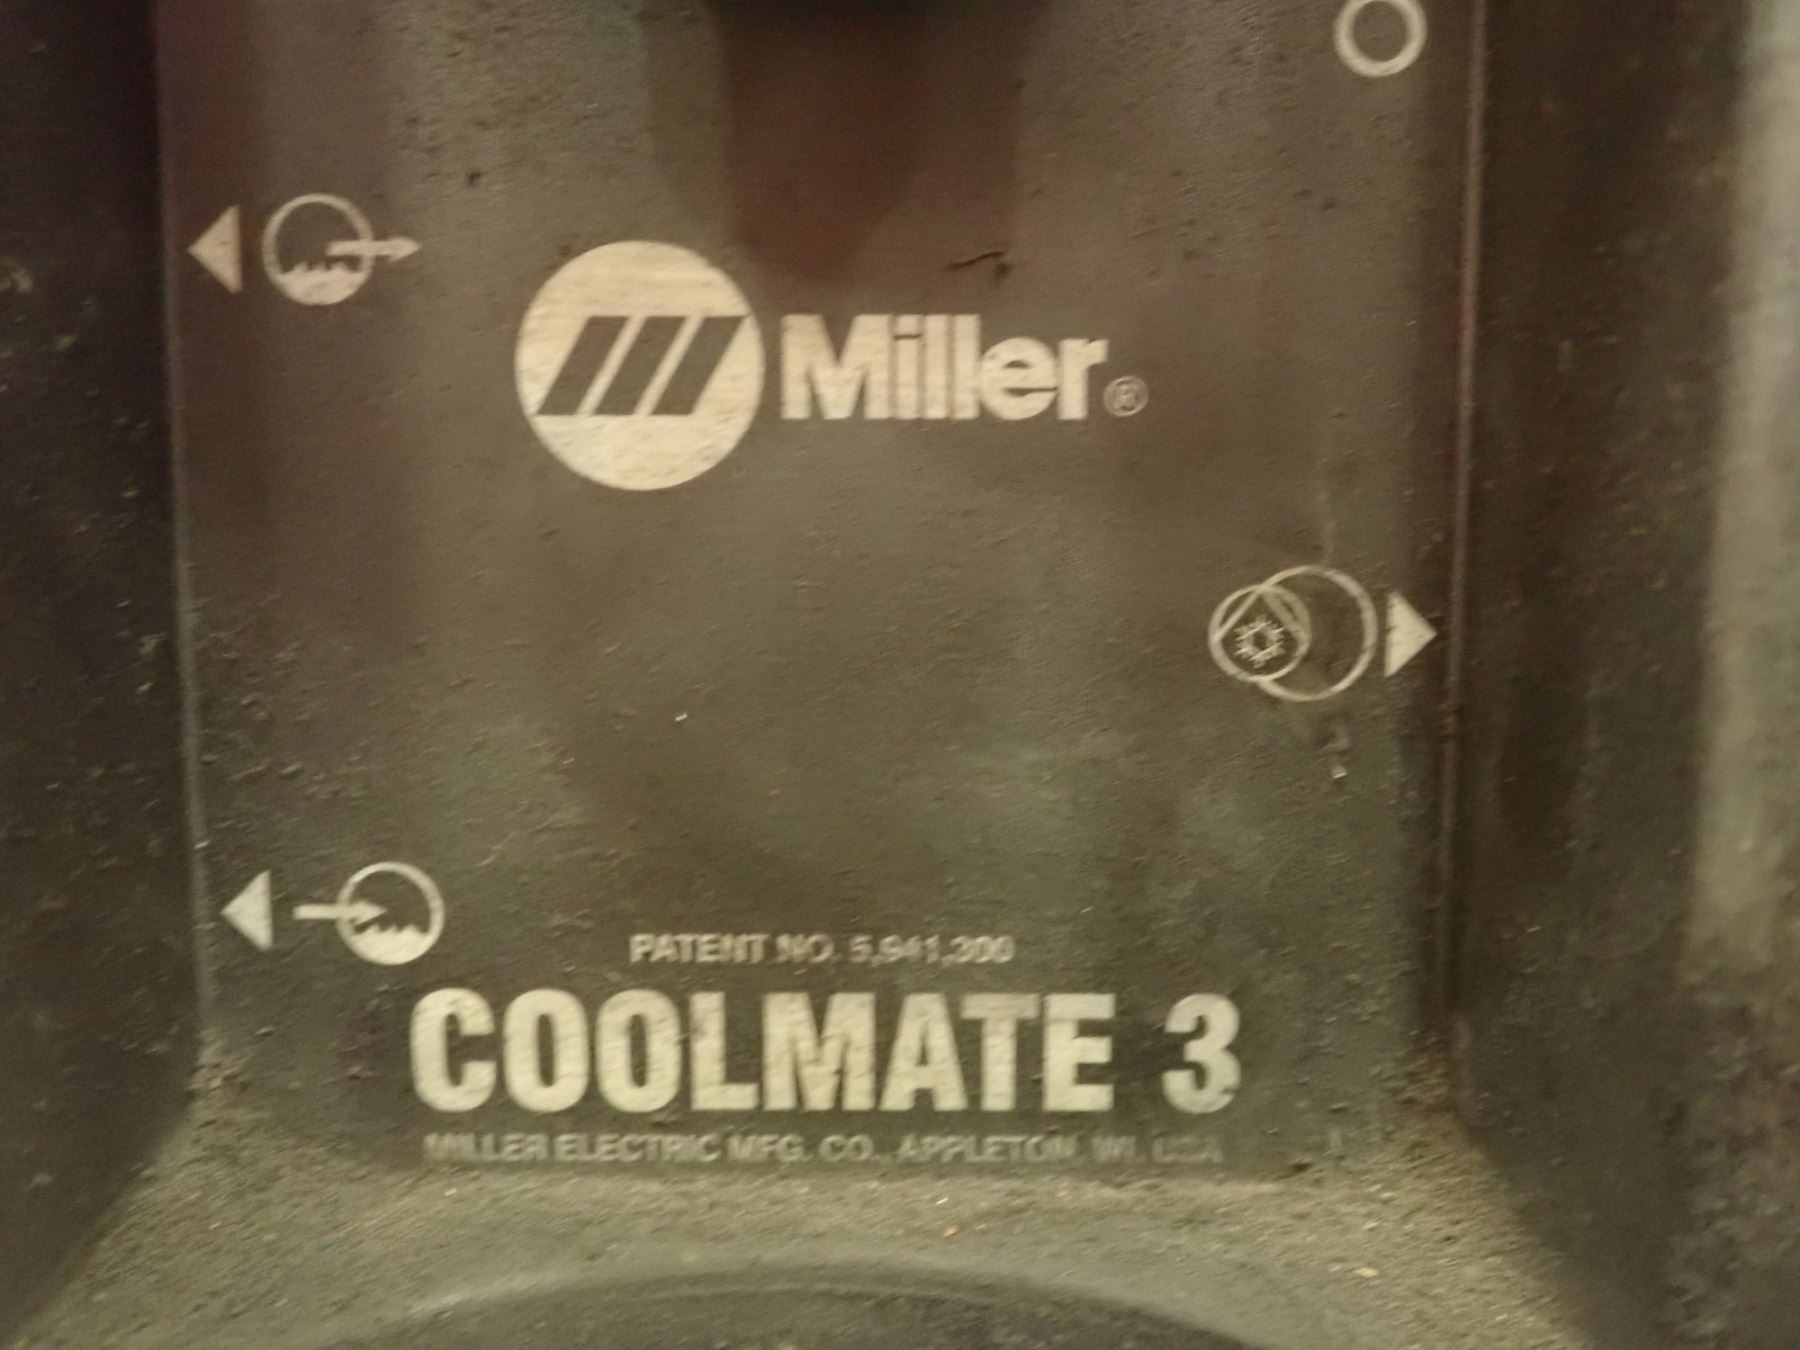 Miller®
PATENT NO. 5,941,300
COOLMATE 3
MILLER ELECTRIC MFG. CO., APPLETON, WI. USA